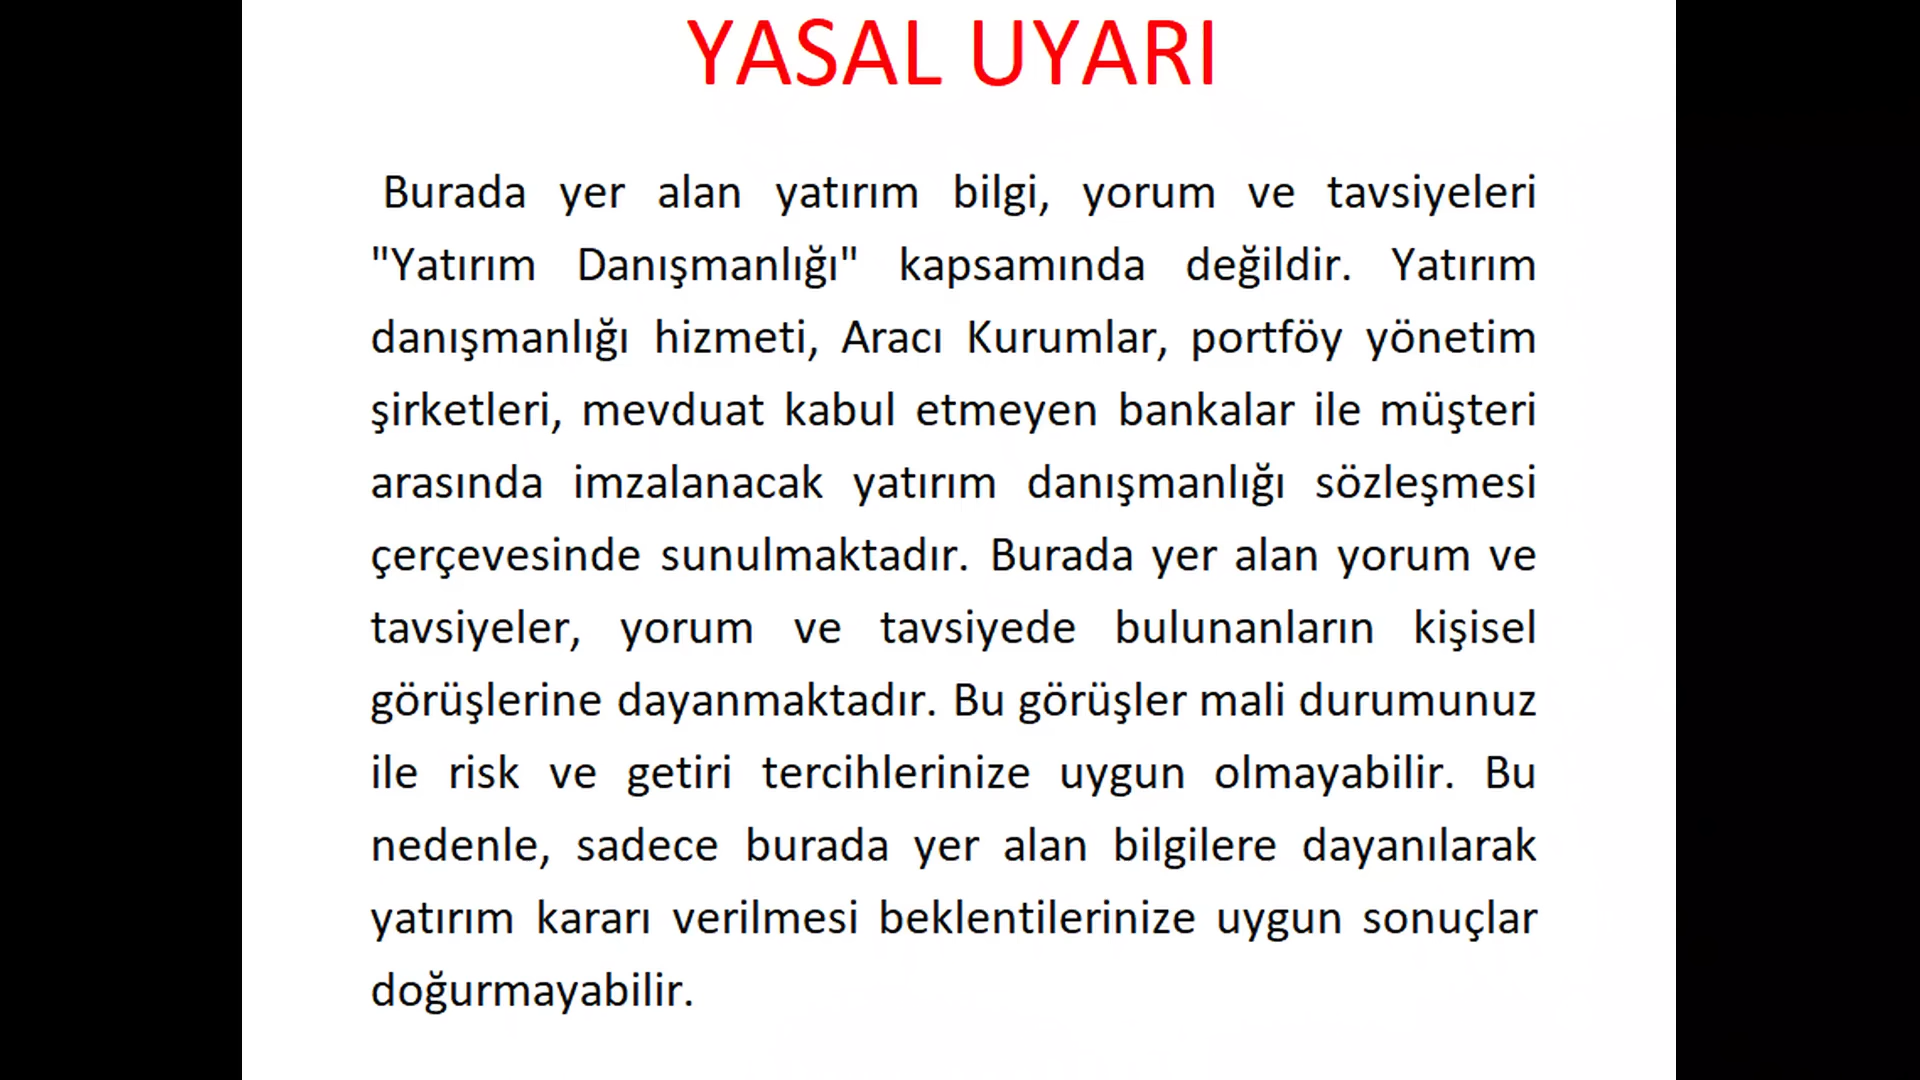 YASAL UYARI
Burada yer alan yatırım bilgi, yorum ve tavsiyeleri
"Yatırım Danışmanlığı" kapsamında değildir. Yatırım
danışmanlığı hizmeti, Aracı Kurumlar, portföy yönetim
şirketleri, mevduat kabul etmeyen bankalar ile müşteri
arasında imzalanacak yatırım danışmanlığı sözleşmesi
çerçevesinde sunulmaktadır. Burada yer alan yorum ve
tavsiyeler, yorum ve tavsiyede bulunanların kişisel
görüşlerine dayanmaktadır. Bu görüşler mali durumunuz
ile risk ve getiri tercihlerinize uygun olmayabilir. Bu
nedenle, sadece burada yer alan bilgilere dayanılarak
yatırım kararı verilmesi beklentilerinize uygun sonuçlar
doğurmayabilir.